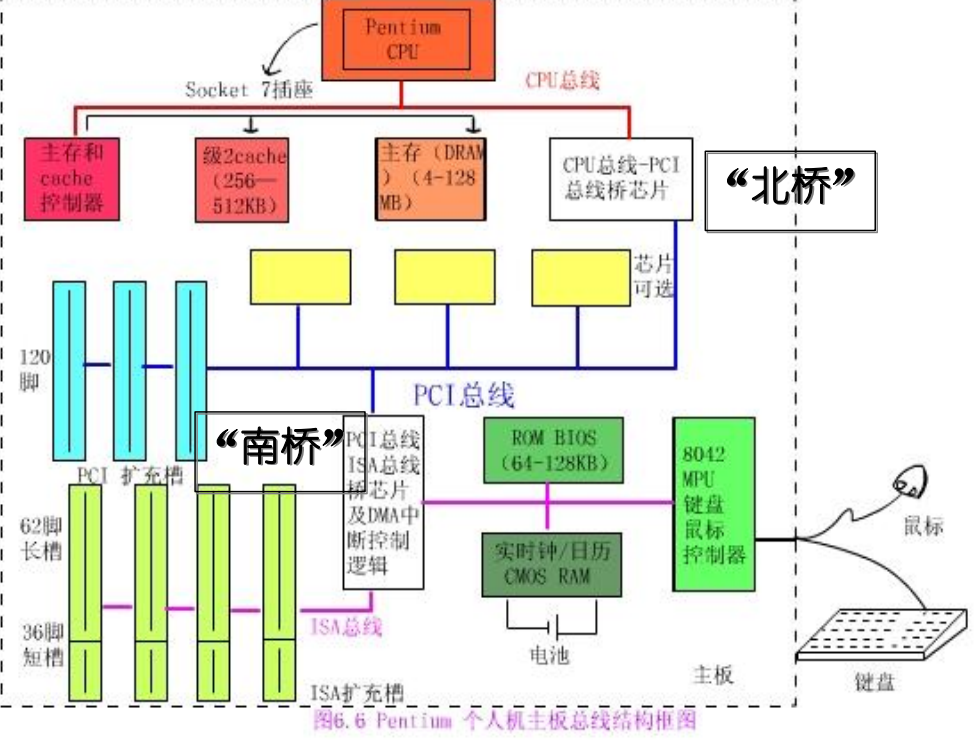 Pentium
CPU
Socket 7插座
CPU总线
主存和
cache
控制器
级2cache
(256—
512KB)
主存(DRAM
)(4-128
MB)
CPU总线-PCI
总线桥芯片
“北桥”
芯片
可选
120
脚
PCI总线
“南桥”
PCI总线
ISA总线
桥芯片
及DMA中
断控制
逻辑
ROM BIOS
(64-128KB)
8042
MPU
键盘
鼠标
控制器
PCI 扩充槽
62脚
长槽
实时钟/日历
CMOS RAM
鼠标
36脚
短槽
ISA总线
电池
主板
键盘
ISA扩充槽
图6.6 Pentium 个人机主板总线结构框图